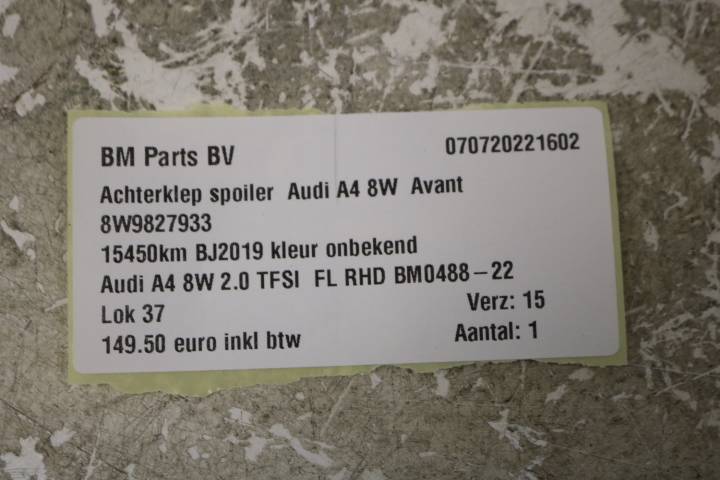 BM Parts BV 070720221602
Achterklep spoiler Audi A4 8W Avant
8W9827933
15450km BJ2019 kleur onbekend
Audi A4 8W 2.0 TFSI FL RHD BM0488-22
Lok 37 Verz: 15
149.50 euro inkl btw Aantal: 1